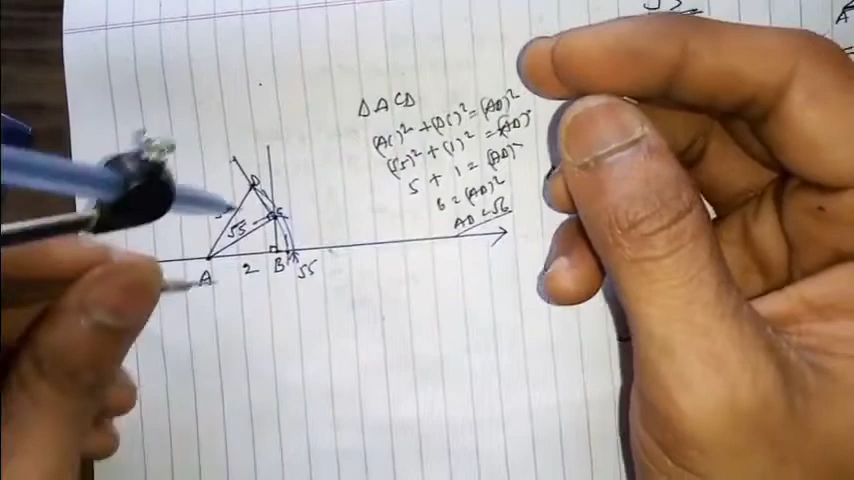 Δ ACD
(AC)² + (DC)² = (AD)²
(√5)² + (1)² = (AD)²
5 + 1 = (AD)²
6 = (AD)²
AD = √6
D
√5
A 2 B √5